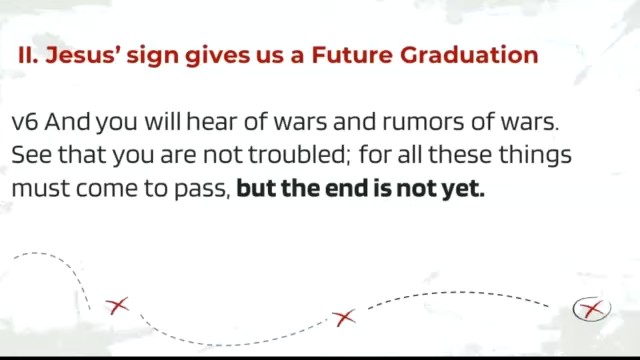 II. Jesus’ sign gives us a Future Graduation
v6 And you will hear of wars and rumors of wars.
See that you are not troubled; for all these things
must come to pass, but the end is not yet.